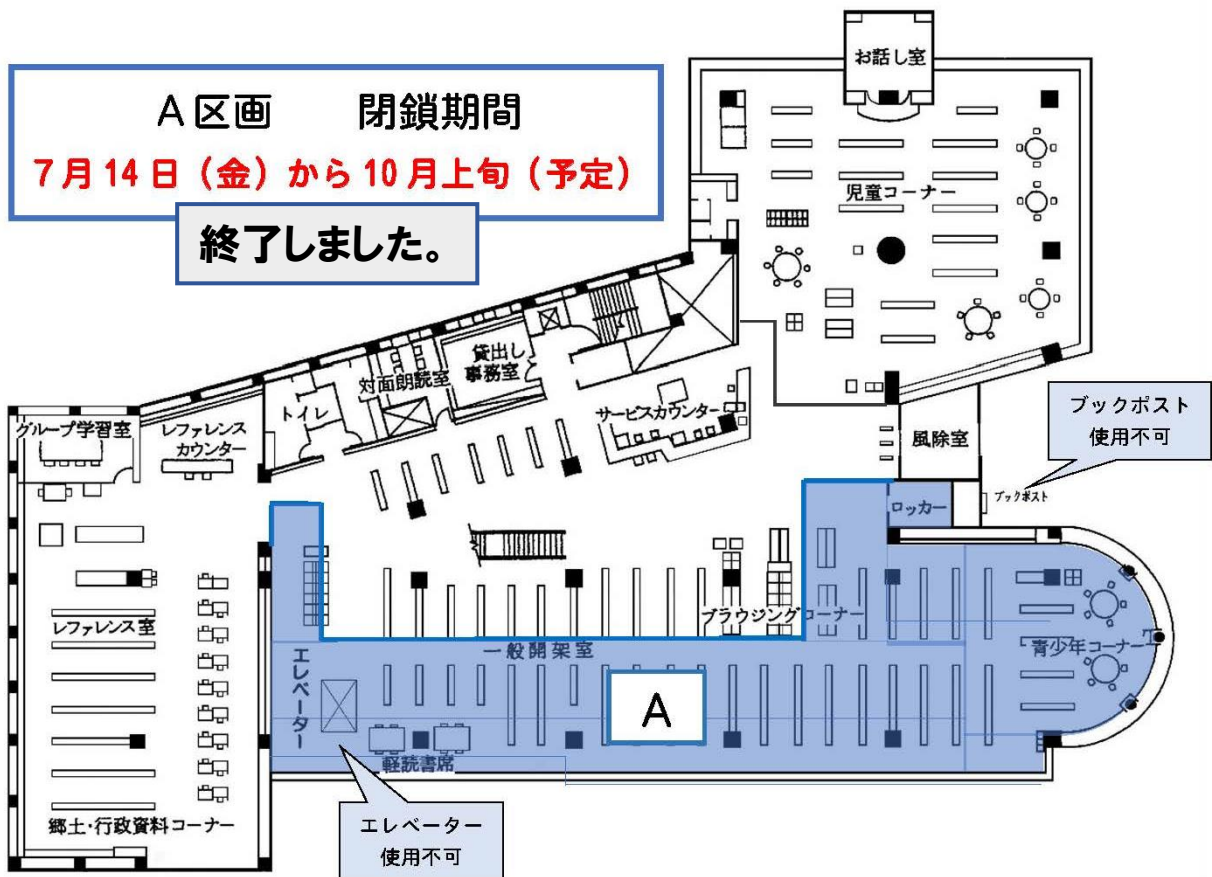 A区画　　閉鎖期間
7月14日（金）から10月上旬（予定）
終了しました。
お話し室
児童コーナー
貸出し
事務室
対面朗読室
トイレ
サービスカウンター
グループ学習室
レファレンス
カウンター
風除室
ブックポスト
使用不可
ロッカー
ブックポスト
ブラウジングコーナー
レファレンス室
一般開架室
青少年コーナー
エレベーター
A
軽読書席
郷土・行政資料コーナー
エレベーター
使用不可